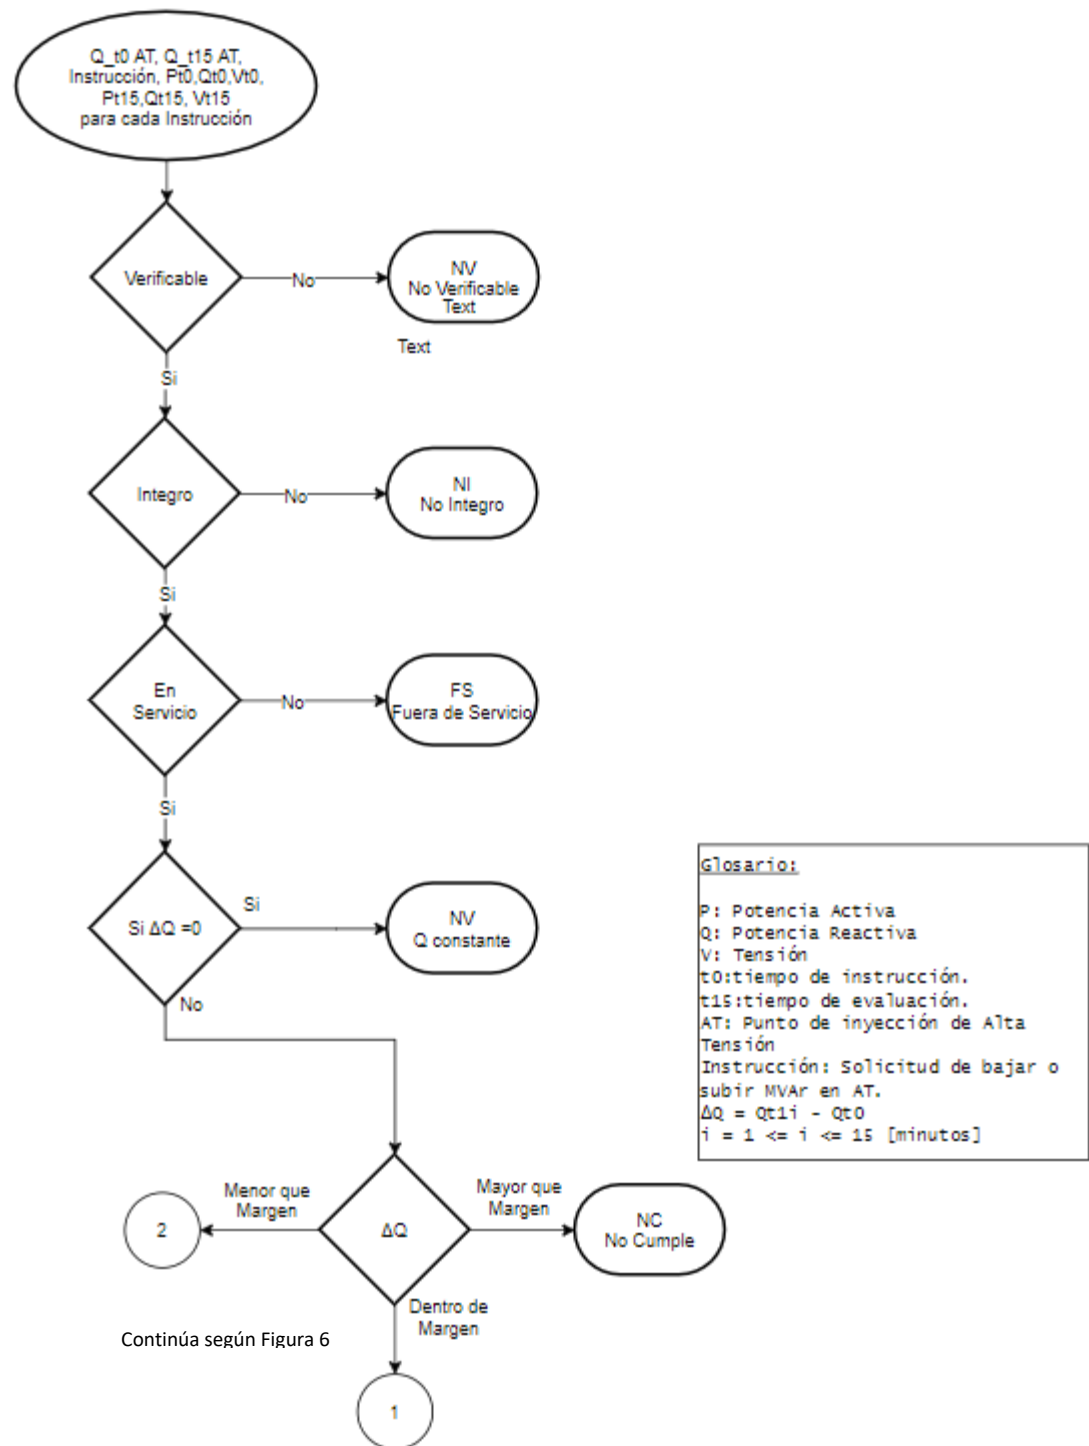 Q_t0 AT, Q_t15 AT,
Instrucción, Pt0,Qt0,Vt0,
Pt15,Qt15, Vt15
para cada Instrucción
Verificable
No
NV
No Verificable
Text
Text
Si
Integro
No
NI
No Integro
Si
En
Servicio
No
FS
Fuera de Servicio
Si
Si ΔQ =0
Si
NV
Q constante
No
Glosario:
P: Potencia Activa
Q: Potencia Reactiva
V: Tensión
t0:tiempo de instrucción.
t15:tiempo de evaluación.
AT: Punto de inyección de Alta
Tensión
Instrucción: Solicitud de bajar o
subir MVAr en AT.
ΔQ = Qt1i - Qt0
i = 1 <= i <= 15 [minutos]
Menor que
Margen
Mayor que
Margen
2
ΔQ
NC
No Cumple
Dentro de
Margen
Continúa según Figura 6
1